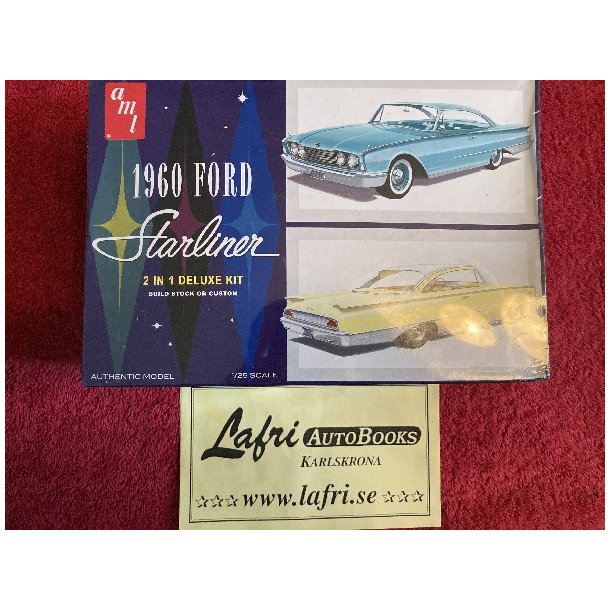 amt
1960 FORD
Starliner
2 IN 1 DELUXE KIT
BUILD STOCK OR CUSTOM
AUTHENTIC MODEL
1/25 SCALE
Lafri AUTOBOOKS
KARLSKRONA
☆☆☆ www.lafri.se ☆☆☆